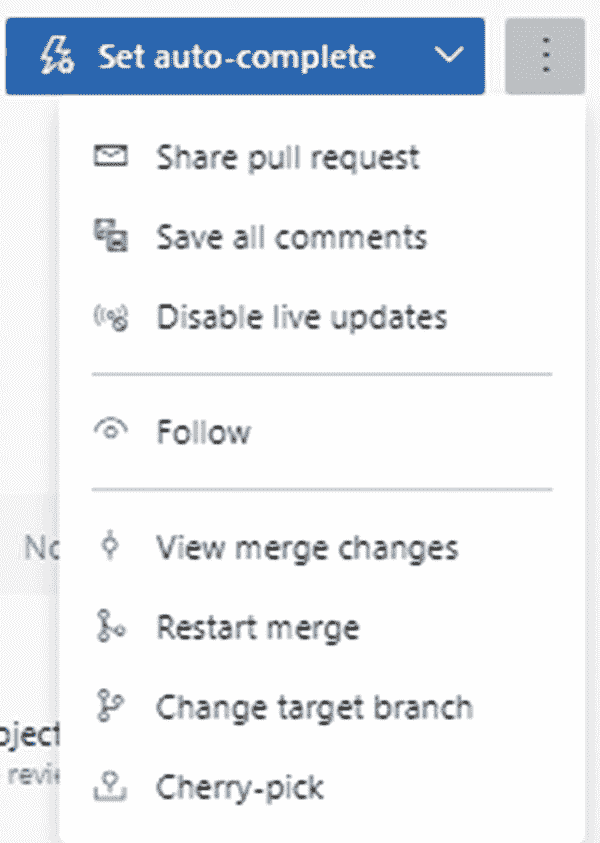 Set auto-complete
Share pull request
Save all comments
Disable live updates
Follow
No
View merge changes
Restart merge
Change target branch
Cherry-pick